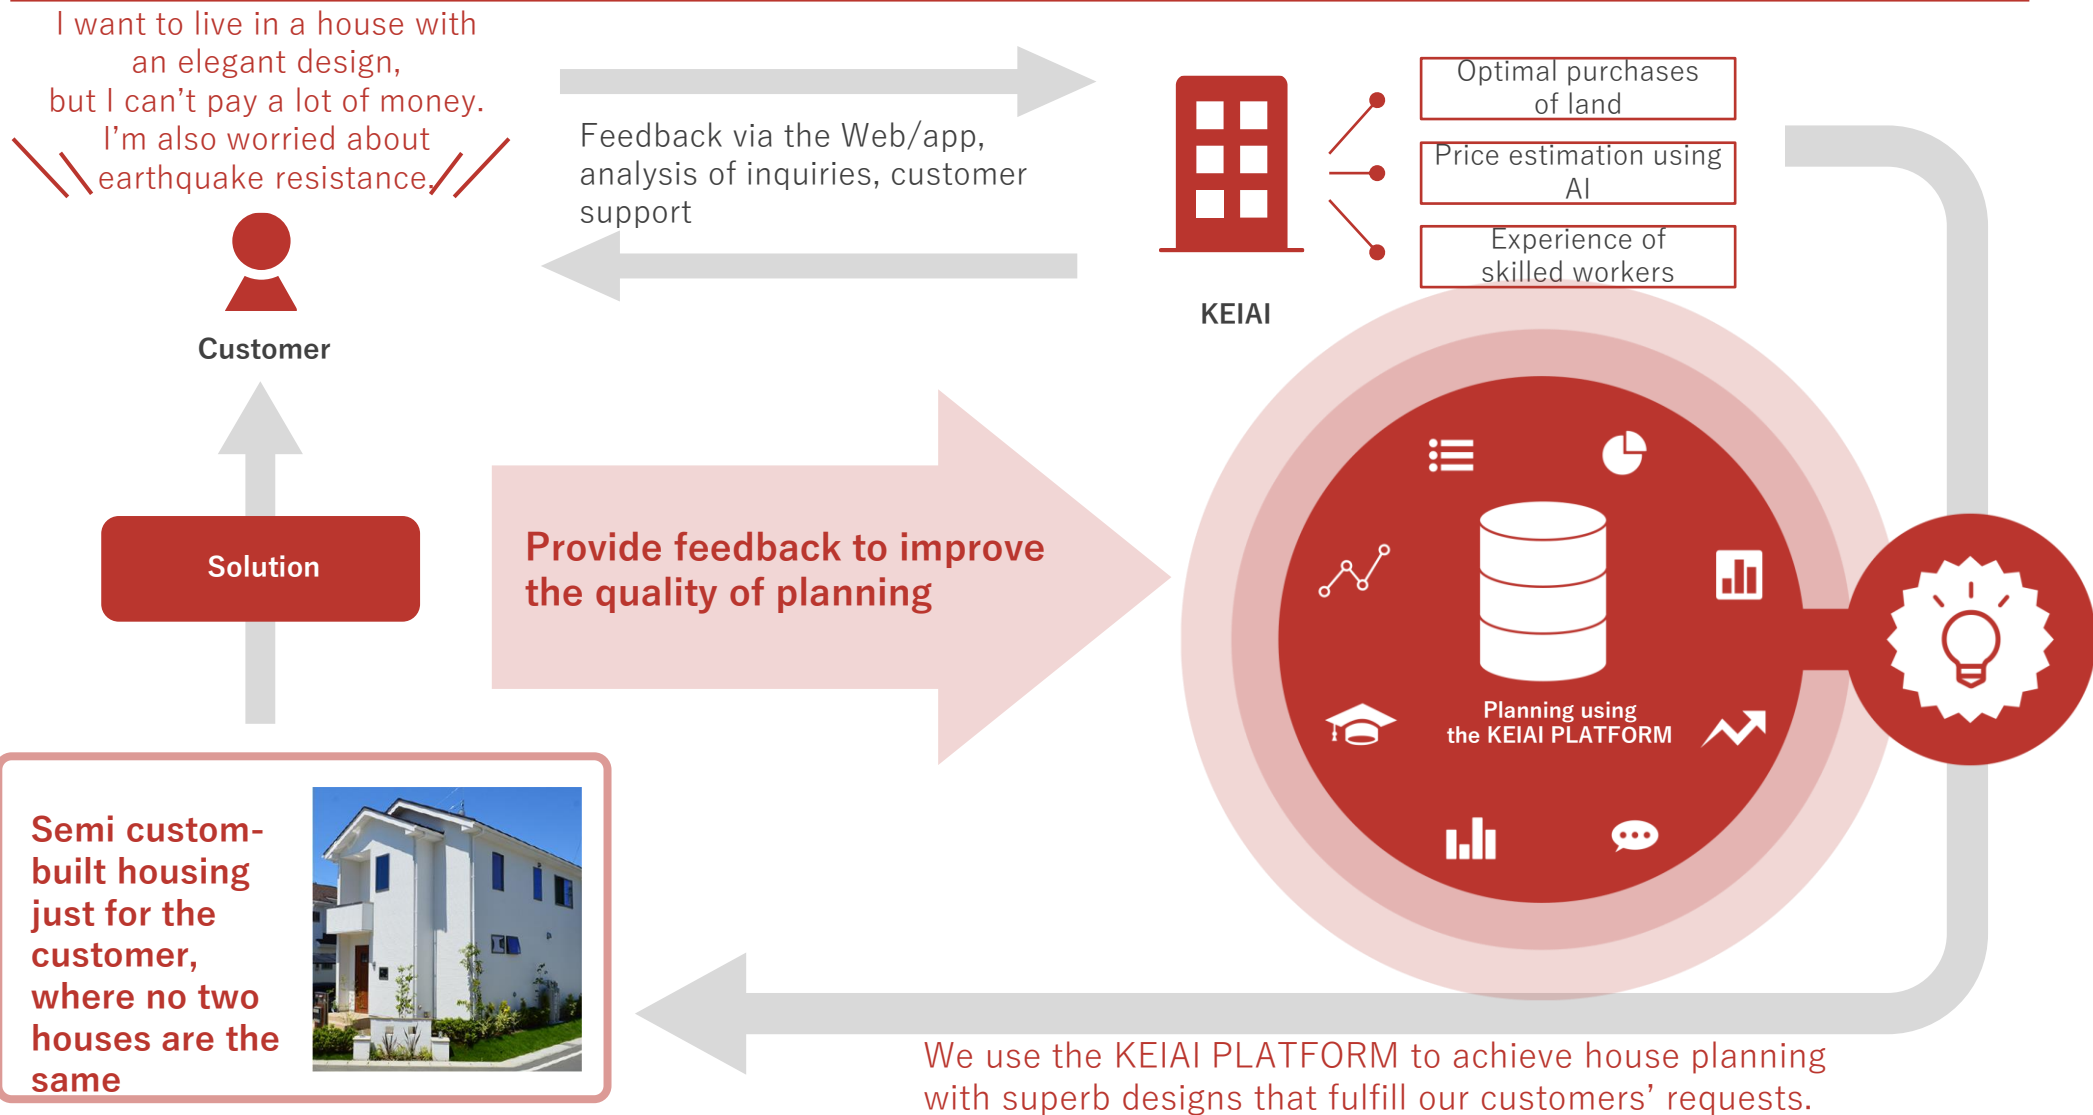 I want to live in a house with
an elegant design,
but I can't pay a lot of money.
I'm also worried about
earthquake resistance.
Customer
Feedback via the Web/app,
analysis of inquiries, customer
support
KEIAI
Optimal purchases
of land
Price estimation using
AI
Experience of
skilled workers
Solution
Provide feedback to improve
the quality of planning
Planning using
the KEIAI PLATFORM
Semi custom-
built housing
just for the
customer,
where no two
houses are the
same
We use the KEIAI PLATFORM to achieve house planning
with superb designs that fulfill our customers' requests.